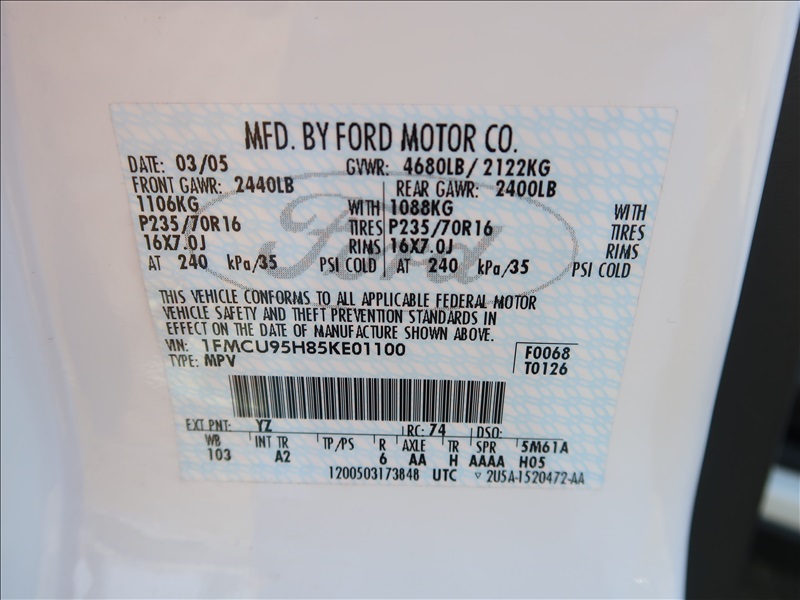 MFD. BY FORD MOTOR CO.
DATE: 03/05 GVWR: 4680LB/ 2122KG
FRONT GAWR: 2440LB REAR GAWR: 2400LB
1106KG WITH 1088KG WITH
P235/70R16 TIRES P235/70R16 TIRES
16X7.0J RIMS 16X7.0J RIMS
AT 240 kPa/35 PSI COLD AT 240 kPa/35 PSI COLD
Ford
THIS VEHICLE CONFORMS TO ALL APPLICABLE FEDERAL MOTOR
VEHICLE SAFETY AND THEFT PREVENTION STANDARDS IN
EFFECT ON THE DATE OF MANUFACTURE SHOWN ABOVE.
VIN: 1FMCU95H85KE01100 F0068
TYPE: MPV T0126
EXT PNT: YZ RC: 74 DSO:
WB INT TR TP/PS R AXLE TR SPR 5M61A
103 A2 6 AA H AAAA H05
1200503173848 UTC ▽ 2U5A-1520472-AA